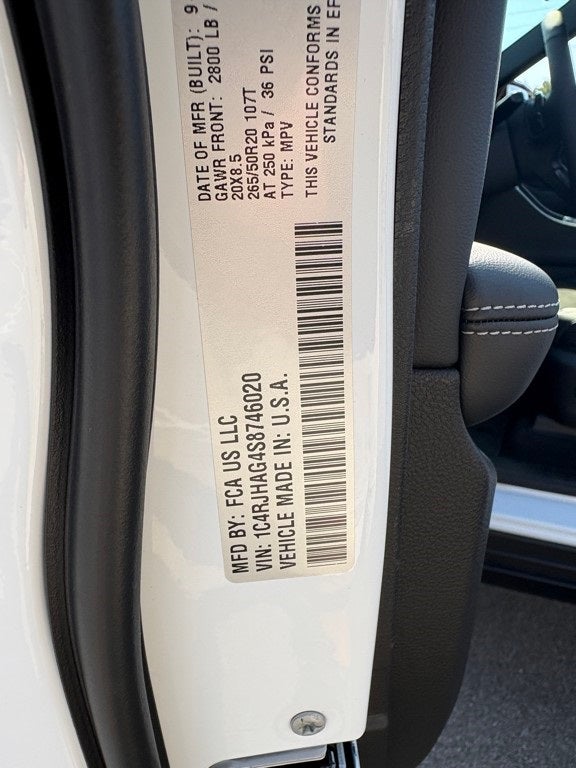 MFD BY: FCA US LLC
DATE OF MFR (BUILT): 9
GAWR FRONT: 2800 LB /
20X8.5
265/50R20 107T
AT 250 kPa / 36 PSI
TYPE: MPV
VIN: 1C4RJHAG4S8746020
VEHICLE MADE IN: U.S.A.
THIS VEHICLE CONFORMS
STANDARDS IN EF